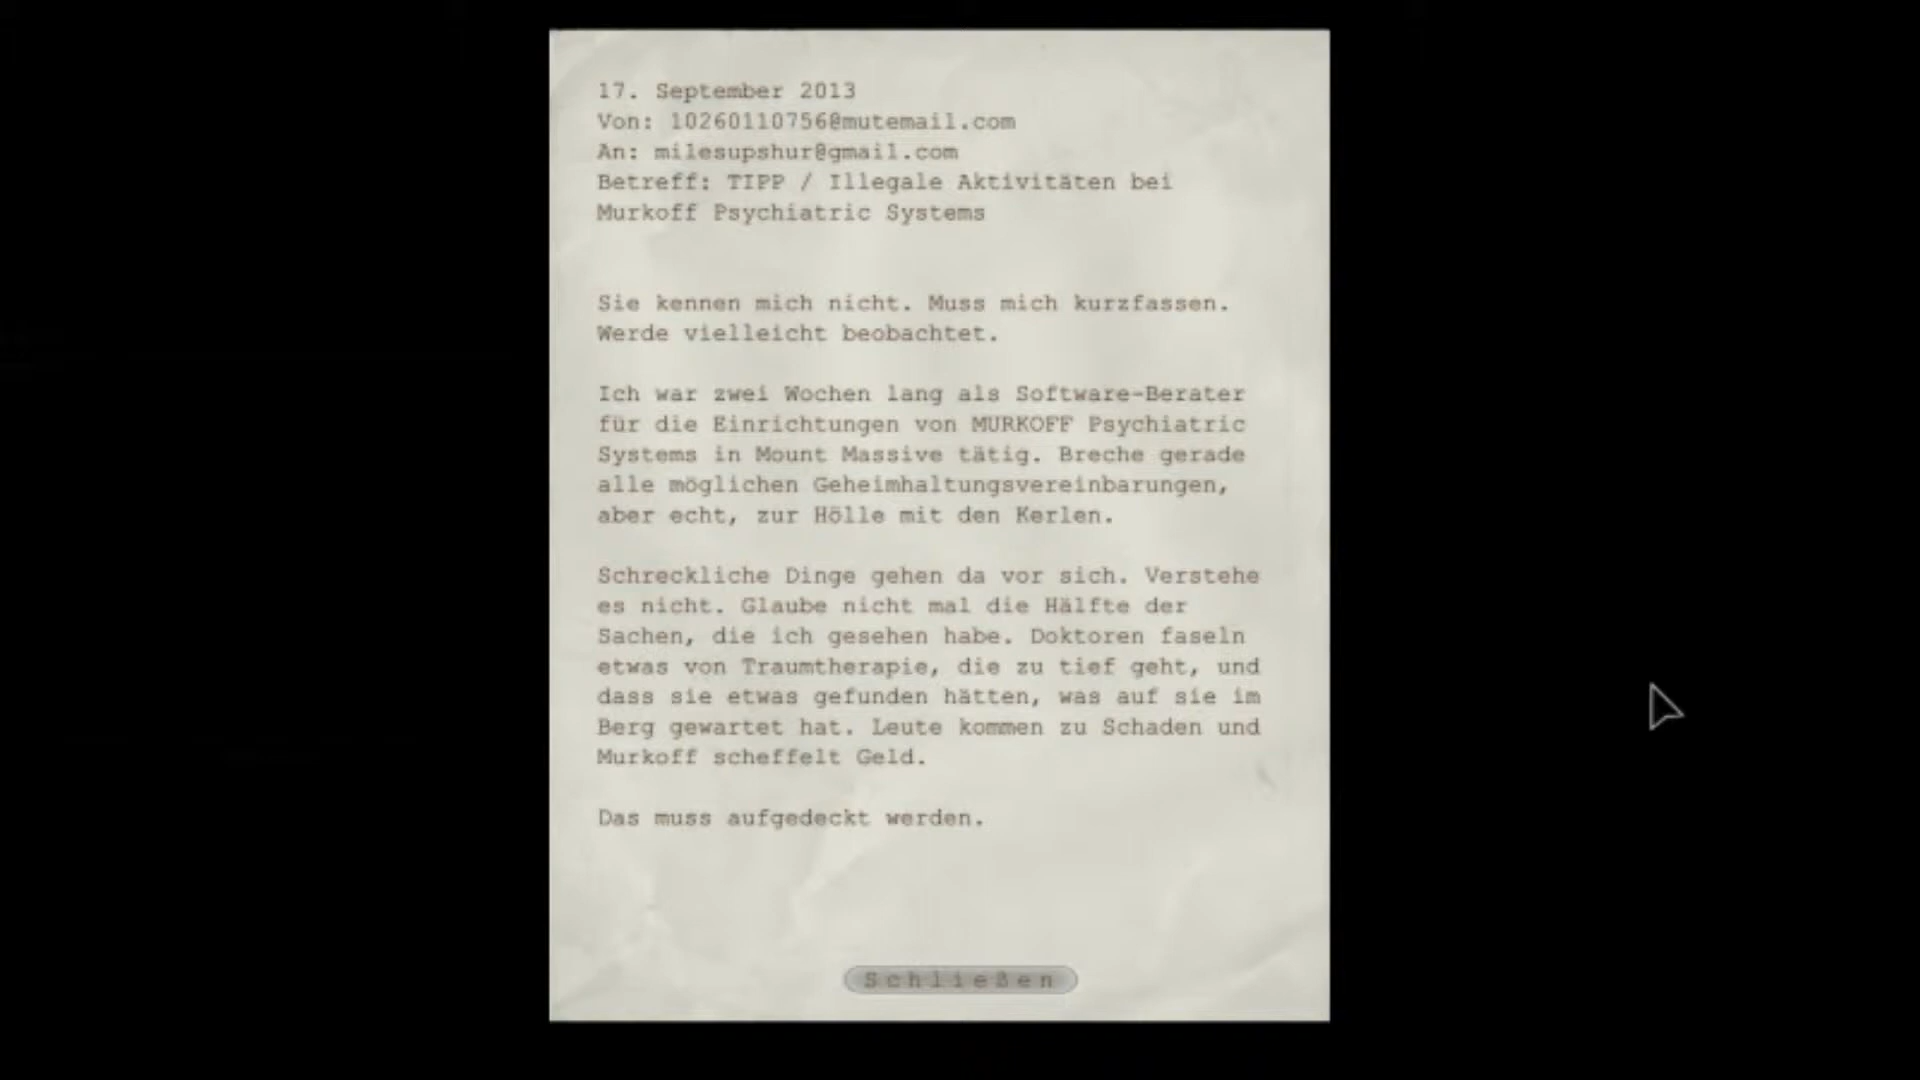 17. September 2013
Von: 10260110756@mutemail.com
An: milesupshur@gmail.com
Betreff: TIPP / Illegale Aktivitäten bei
Murkoff Psychiatric Systems
Sie kennen mich nicht. Muss mich kurzfassen.
Werde vielleicht beobachtet.
Ich war zwei Wochen lang als Software-Berater
für die Einrichtungen von MURKOFF Psychiatric
Systems in Mount Massive tätig. Breche gerade
alle möglichen Geheimhaltungsvereinbarungen,
aber echt, zur Hölle mit den Kerlen.
Schreckliche Dinge gehen da vor sich. Verstehe
es nicht. Glaube nicht mal die Hälfte der
Sachen, die ich gesehen habe. Doktoren faseln
etwas von Traumtherapie, die zu tief geht, und
dass sie etwas gefunden hätten, was auf sie im
Berg gewartet hat. Leute kommen zu Schaden und
Murkoff scheffelt Geld.
Das muss aufgedeckt werden.
Schließen